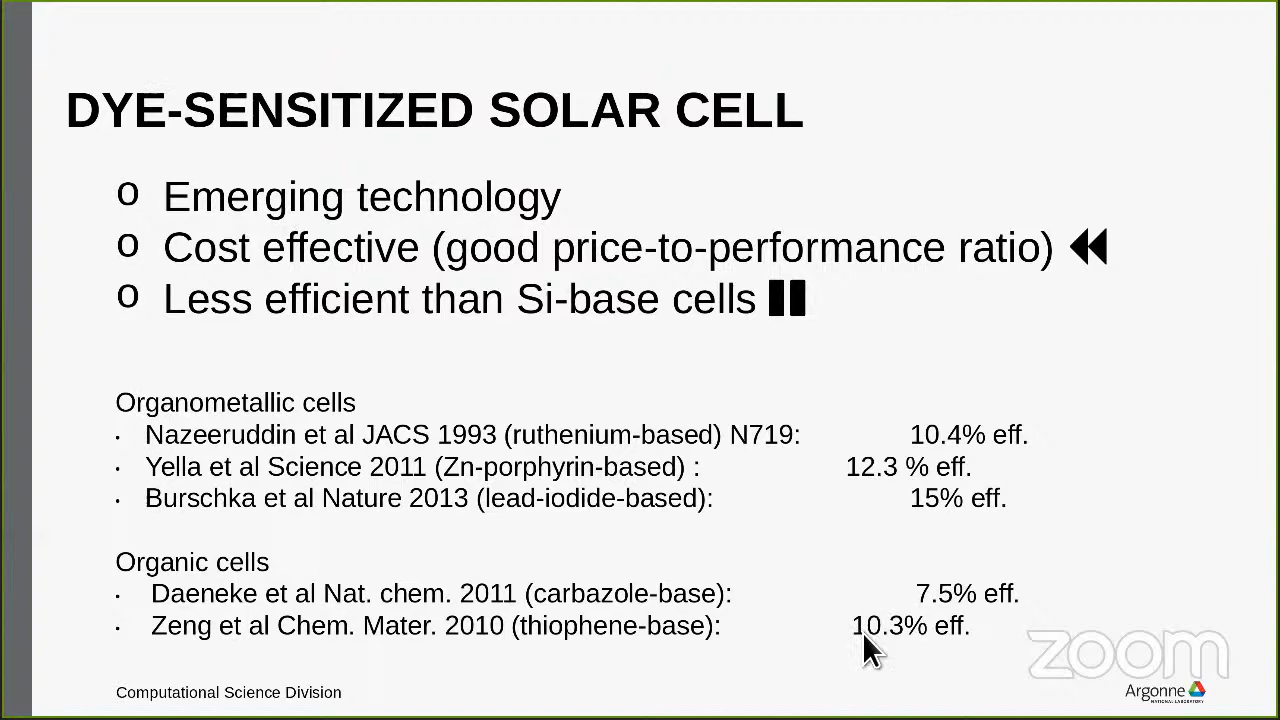 DYE-SENSITIZED SOLAR CELL
o Emerging technology
o Cost effective (good price-to-performance ratio) ⏪
o Less efficient than Si-base cells ⏸
Organometallic cells
• Nazeeruddin et al JACS 1993 (ruthenium-based) N719: 10.4% eff.
• Yella et al Science 2011 (Zn-porphyrin-based) : 12.3 % eff.
• Burschka et al Nature 2013 (lead-iodide-based): 15% eff.
Organic cells
• Daeneke et al Nat. chem. 2011 (carbazole-base): 7.5% eff.
• Zeng et al Chem. Mater. 2010 (thiophene-base): 10.3% eff.
zoom
Computational Science Division
Argonne
NATIONAL LABORATORY